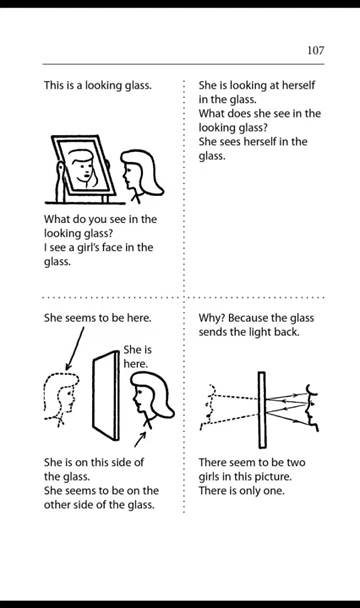 107
This is a looking glass.
What do you see in the
looking glass?
I see a girl's face in the
glass.
She is looking at herself
in the glass.
What does she see in the
looking glass?
She sees herself in the
glass.
She seems to be here.
She is
here.
She is on this side of
the glass.
She seems to be on the
other side of the glass.
Why? Because the glass
sends the light back.
There seem to be two
girls in this picture.
There is only one.